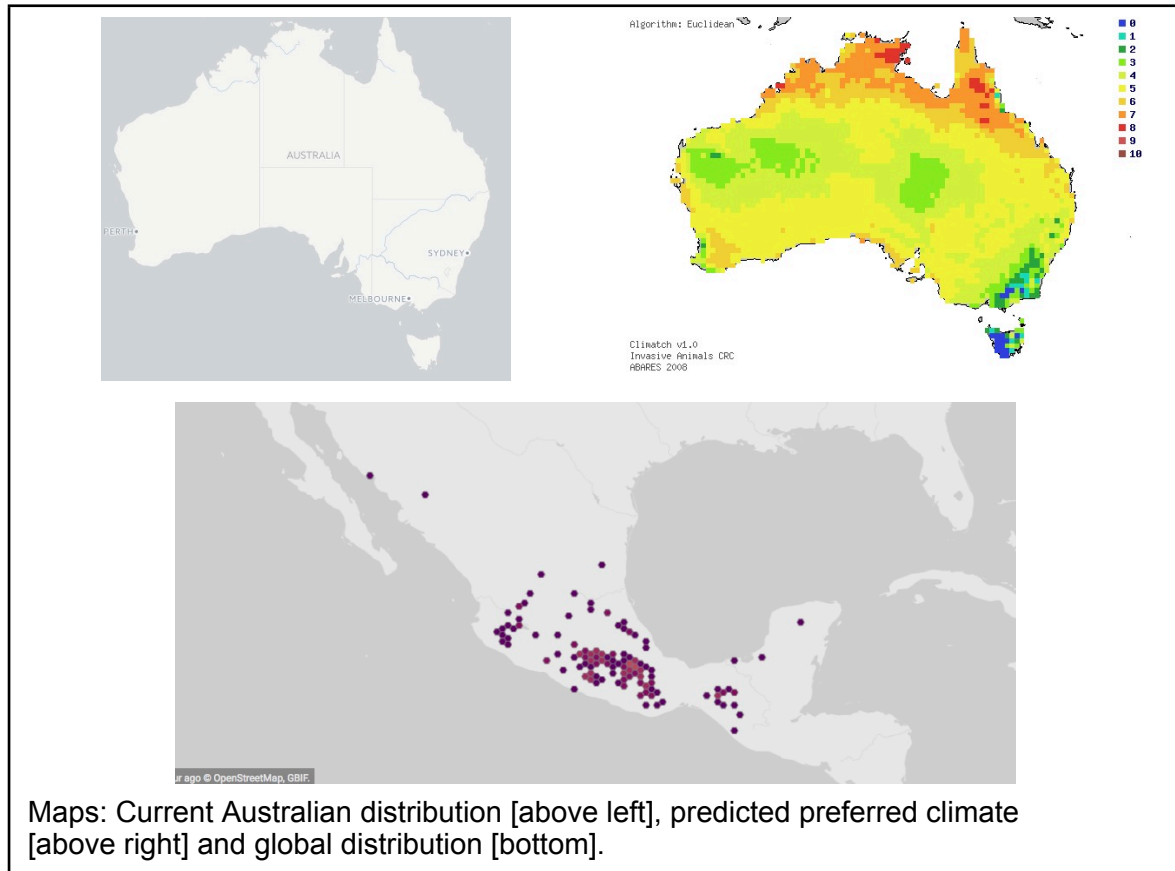 AUSTRALIA
PERTH
SYDNEY
MELBOURNE
Algorithm: Euclidean
0
1
2
3
4
5
6
7
8
9
10
Climatch v1.0
Invasive Animals CRC
ABARES 2008
ur ago © OpenStreetMap, GBIF.
Maps: Current Australian distribution [above left], predicted preferred climate
[above right] and global distribution [bottom].